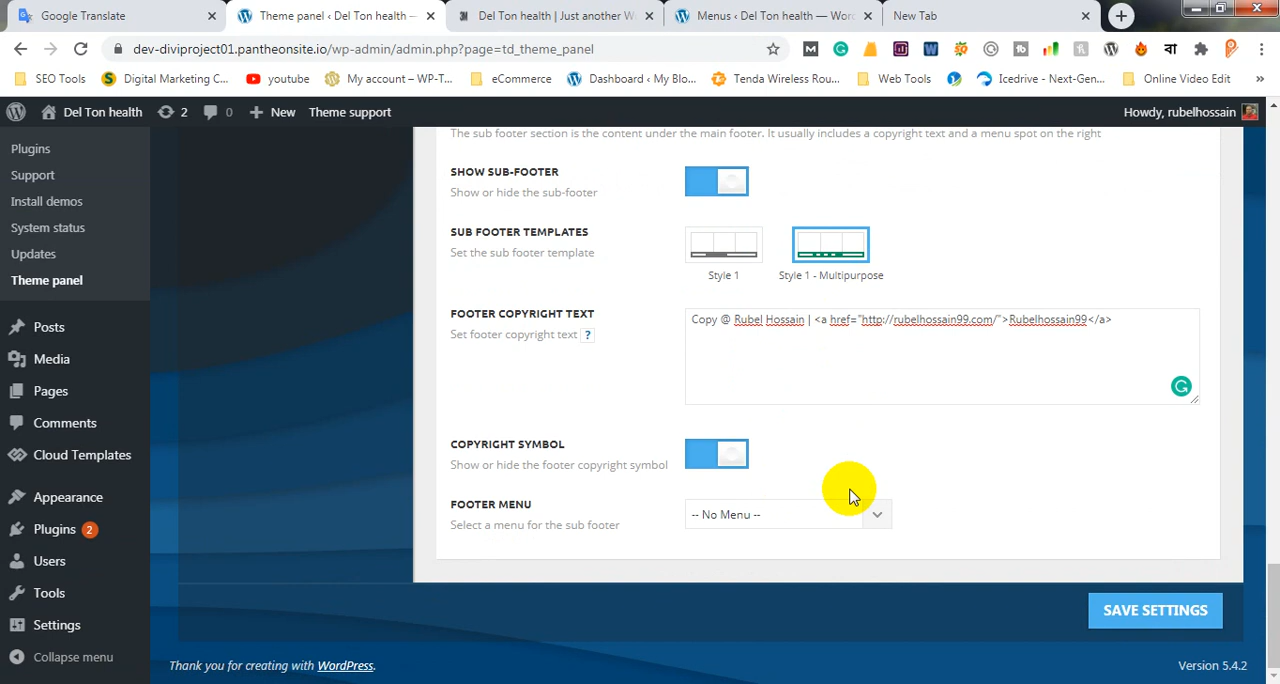 Google Translate
Theme panel ‹ Del Ton health —
Del Ton health | Just another W
Menus ‹ Del Ton health — Wor
New Tab
dev-diviproject01.pantheonsite.io/wp-admin/admin.php?page=td_theme_panel
SEO Tools
Digital Marketing C...
youtube
My account – WP-T...
eCommerce
Dashboard ‹ My Blo...
Tenda Wireless Rou...
Web Tools
Icedrive - Next-Gen...
Online Video Edit
Del Ton health
2
0
New
Theme support
Howdy, rubelhossain
Plugins
Support
Install demos
System status
Updates
Theme panel
Posts
Media
Pages
Comments
Cloud Templates
Appearance
Plugins 2
Users
Tools
Settings
Collapse menu
The sub footer section is the content under the main footer. It usually includes a copyright text and a menu spot on the right
SHOW SUB-FOOTER
Show or hide the sub-footer
SUB FOOTER TEMPLATES
Set the sub footer template
Style 1
Style 1 - Multipurpose
FOOTER COPYRIGHT TEXT
Set footer copyright text ?
Copy @ Rubel Hossain | <a href="http://rubelhossain99.com/">Rubelhossain99</a>
COPYRIGHT SYMBOL
Show or hide the footer copyright symbol
FOOTER MENU
Select a menu for the sub footer
-- No Menu --
SAVE SETTINGS
Thank you for creating with WordPress.
Version 5.4.2